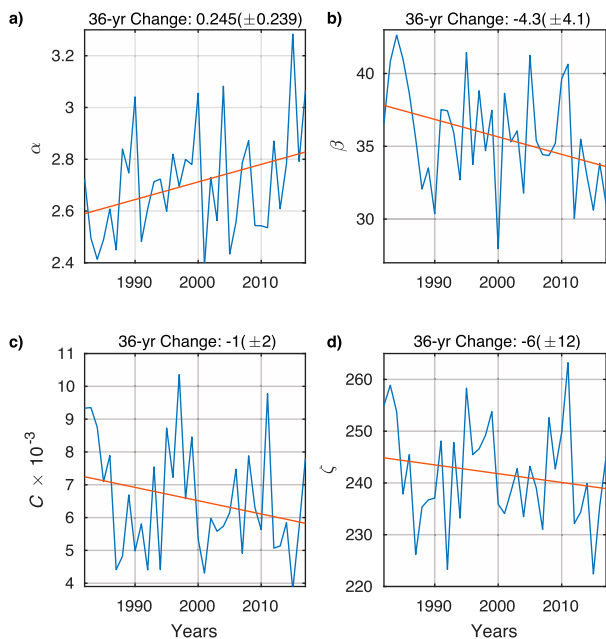 a) 36-yr Change: 0.245(±0.239)
3.2
3
2.8
2.6
2.4
α
1990 2000 2010
b) 36-yr Change: -4.3(±4.1)
40
35
30
β
1990 2000 2010
c) 36-yr Change: -1(±2)
11
10
9
8
7
6
5
4
C × 10⁻³
1990 2000 2010
Years
d) 36-yr Change: -6(±12)
260
250
240
230
220
ζ
1990 2000 2010
Years